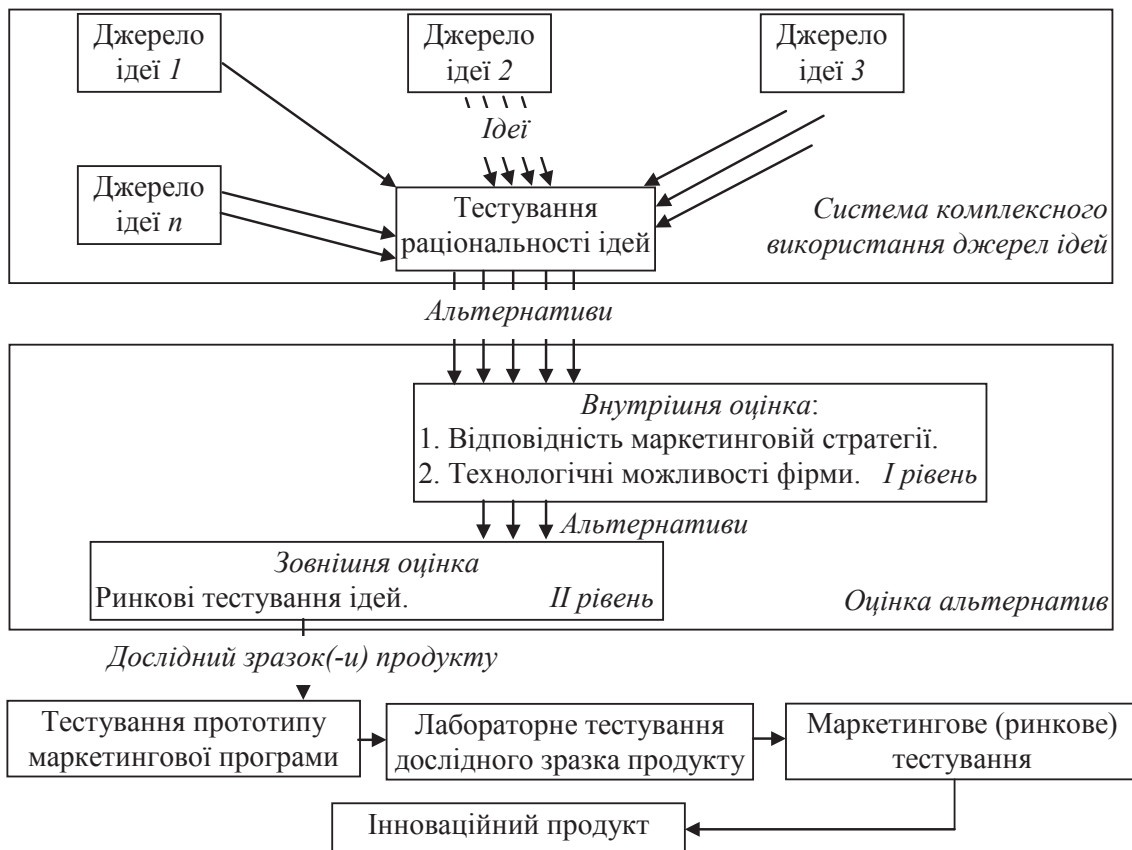 Джерело
ідеї 1
Джерело
ідеї 2
Джерело
ідеї 3
Ідеї
Джерело
ідеї n
Тестування
раціональності ідей
Система комплексного
використання джерел ідей
Альтернативи
Внутрішня оцінка:
1. Відповідність маркетинговій стратегії.
2. Технологічні можливості фірми. I рівень
Альтернативи
Зовнішня оцінка
Ринкові тестування ідей. II рівень
Оцінка альтернатив
Дослідний зразок(-и) продукту
Тестування прототипу
маркетингової програми
Лабораторне тестування
дослідного зразка продукту
Маркетингове (ринкове)
тестування
Інноваційний продукт